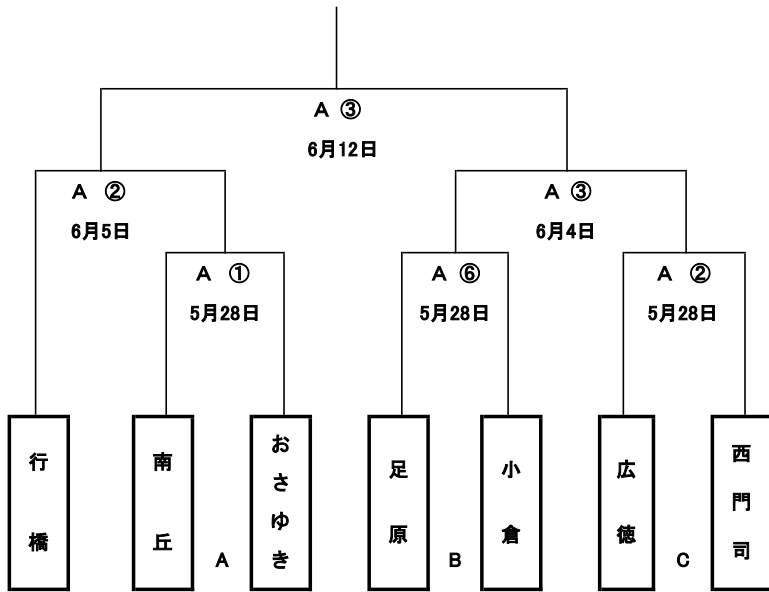 A ③
6月12日
A ②
6月5日
A ③
6月4日
A ①
5月28日
A ⑥
5月28日
A ②
5月28日
行橋
南丘
A
おさゆき
足原
B
小倉
広徳
C
西門司